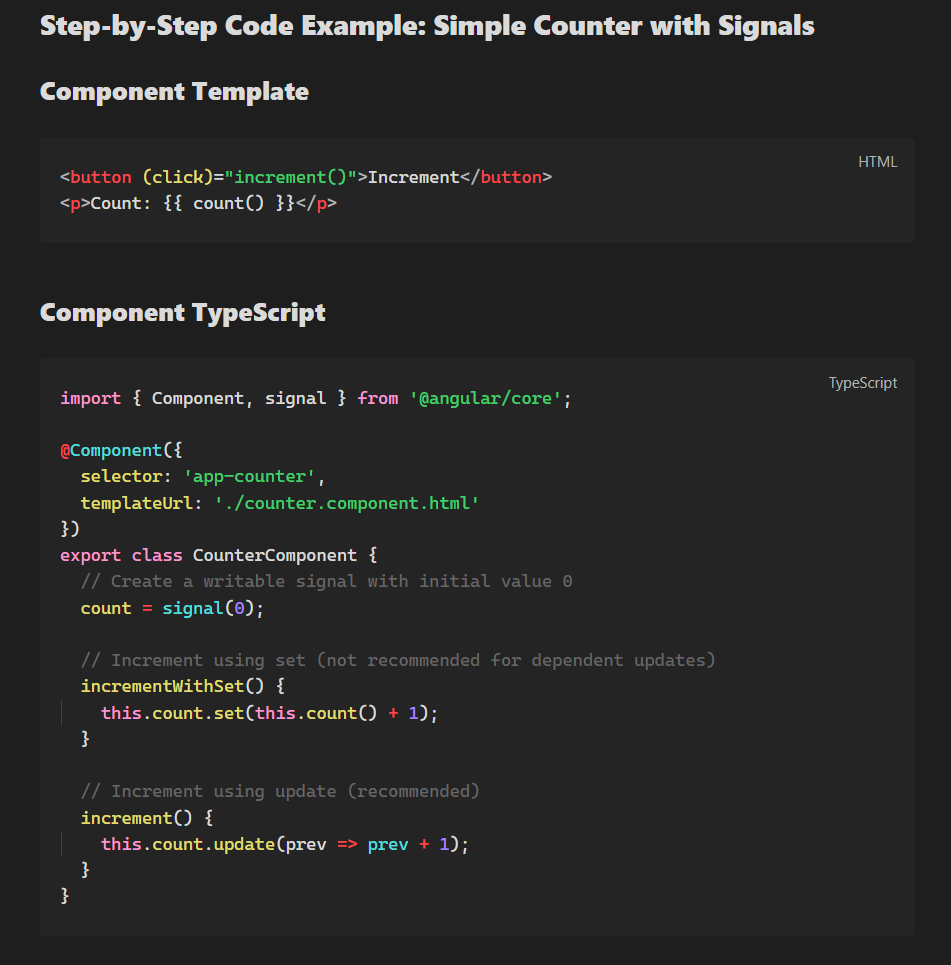 Step-by-Step Code Example: Simple Counter with Signals
Component Template
HTML
<button (click)="increment()">Increment</button>
<p>Count: {{ count() }}</p>
Component TypeScript
TypeScript
import { Component, signal } from '@angular/core';

@Component({
  selector: 'app-counter',
  templateUrl: './counter.component.html'
})
export class CounterComponent {
  // Create a writable signal with initial value 0
  count = signal(0);

  // Increment using set (not recommended for dependent updates)
  incrementWithSet() {
    this.count.set(this.count() + 1);
  }

  // Increment using update (recommended)
  increment() {
    this.count.update(prev => prev + 1);
  }
}